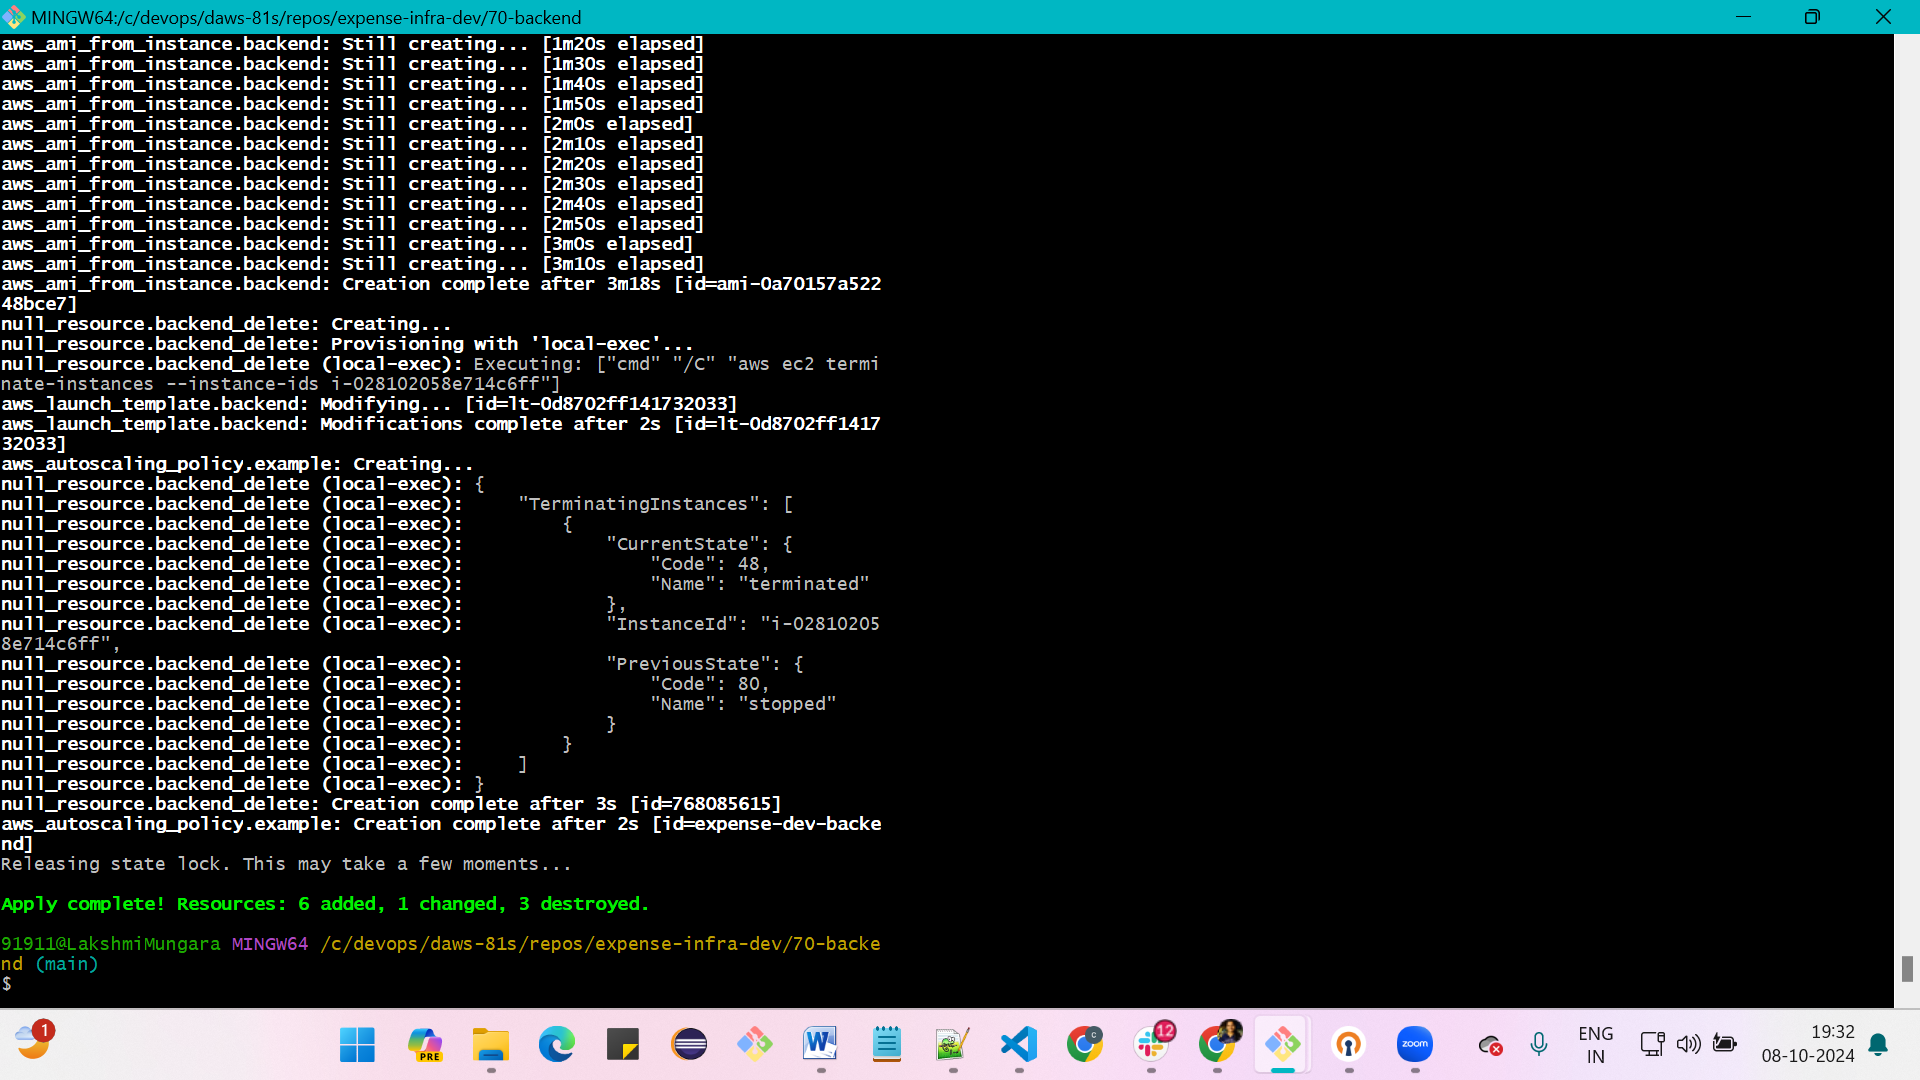 MINGW64:/c/devops/daws-81s/repos/expense-infra-dev/70-backend
aws_ami_from_instance.backend: Still creating... [1m20s elapsed]
aws_ami_from_instance.backend: Still creating... [1m30s elapsed]
aws_ami_from_instance.backend: Still creating... [1m40s elapsed]
aws_ami_from_instance.backend: Still creating... [1m50s elapsed]
aws_ami_from_instance.backend: Still creating... [2m0s elapsed]
aws_ami_from_instance.backend: Still creating... [2m10s elapsed]
aws_ami_from_instance.backend: Still creating... [2m20s elapsed]
aws_ami_from_instance.backend: Still creating... [2m30s elapsed]
aws_ami_from_instance.backend: Still creating... [2m40s elapsed]
aws_ami_from_instance.backend: Still creating... [2m50s elapsed]
aws_ami_from_instance.backend: Still creating... [3m0s elapsed]
aws_ami_from_instance.backend: Still creating... [3m10s elapsed]
aws_ami_from_instance.backend: Creation complete after 3m18s [id=ami-0a70157a522
48bce7]
null_resource.backend_delete: Creating...
null_resource.backend_delete: Provisioning with 'local-exec'...
null_resource.backend_delete (local-exec): Executing: ["cmd" "/C" "aws ec2 termi
nate-instances --instance-ids i-028102058e714c6ff"]
aws_launch_template.backend: Modifying... [id=lt-0d8702ff141732033]
aws_launch_template.backend: Modifications complete after 2s [id=lt-0d8702ff1417
32033]
aws_autoscaling_policy.example: Creating...
null_resource.backend_delete (local-exec): {
null_resource.backend_delete (local-exec):     "TerminatingInstances": [
null_resource.backend_delete (local-exec):         {
null_resource.backend_delete (local-exec):             "CurrentState": {
null_resource.backend_delete (local-exec):                 "Code": 48,
null_resource.backend_delete (local-exec):                 "Name": "terminated"
null_resource.backend_delete (local-exec):             },
null_resource.backend_delete (local-exec):             "InstanceId": "i-02810205
8e714c6ff",
null_resource.backend_delete (local-exec):             "PreviousState": {
null_resource.backend_delete (local-exec):                 "Code": 80,
null_resource.backend_delete (local-exec):                 "Name": "stopped"
null_resource.backend_delete (local-exec):             }
null_resource.backend_delete (local-exec):         }
null_resource.backend_delete (local-exec):     ]
null_resource.backend_delete (local-exec): }
null_resource.backend_delete: Creation complete after 3s [id=768085615]
aws_autoscaling_policy.example: Creation complete after 2s [id=expense-dev-backe
nd]
Releasing state lock. This may take a few moments...
Apply complete! Resources: 6 added, 1 changed, 3 destroyed.
91911@LakshmiMungara MINGW64 /c/devops/daws-81s/repos/expense-infra-dev/70-backe
nd (main)
$
1
PRE
W
C
12
zoom
ENG
IN
19:32
08-10-2024